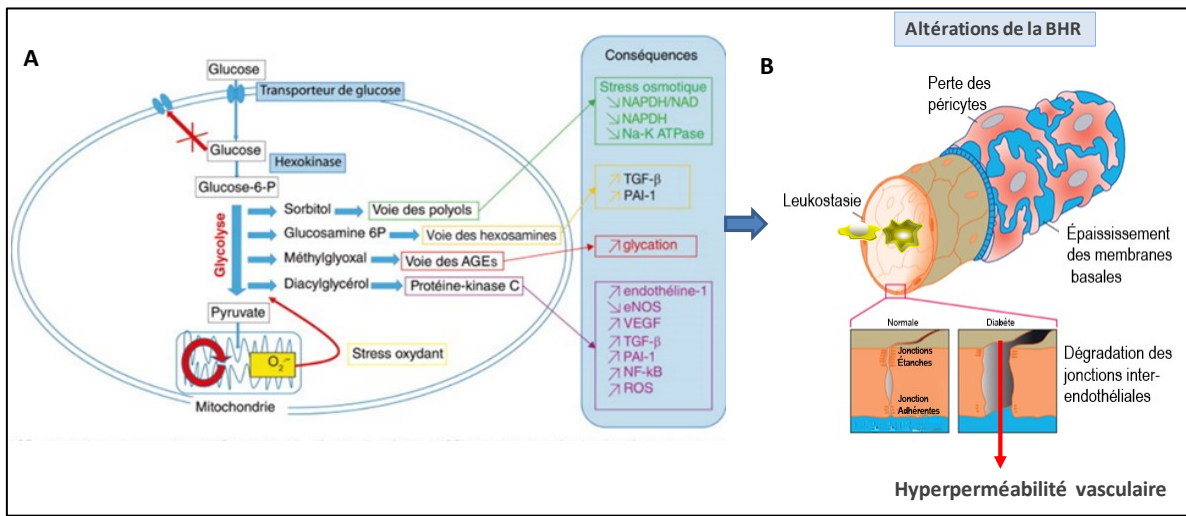 Altérations de la BHR
A
Glucose
Transporteur de glucose
Glucose
Hexokinase
Glucose-6-P
Glycolyse
Sorbitol
Voie des polyols
Glucosamine 6P
Voie des hexosamines
Méthylglyoxal
Voie des AGEs
Diacylglycérol
Protéine-kinase C
Pyruvate
O₂·⁻
Stress oxydant
Mitochondrie
Conséquences
Stress osmotique
↘ NAPDH/NAD
↘ NAPDH
↘ Na-K ATPase
↗ TGF-β
↗ PAI-1
↗ glycation
↗ endothéline-1
↘ eNOS
↗ VEGF
↗ TGF-β
↗ PAI-1
↗ NF-kB
↗ ROS
B
Perte des
péricytes
Leukostasie
Épaississement
des membranes
basales
Normale
Diabète
Jonctions
Étanches
Jonction
Adhérentes
Dégradation des
jonctions inter-
endothéliales
Hyperperméabilité vasculaire